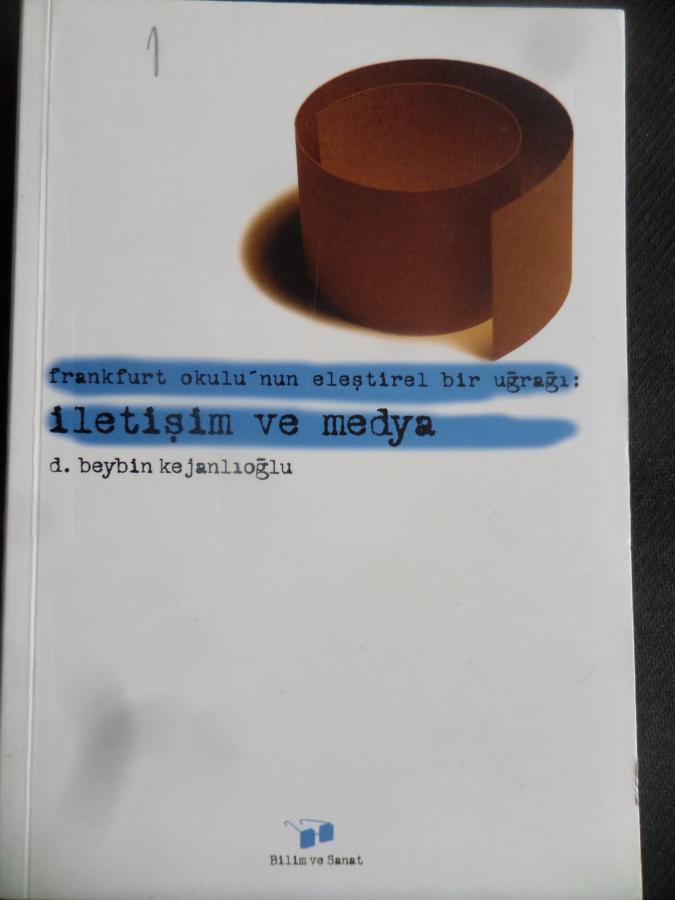 1
frankfurt okulu´nun eleştirel bir uğrağı:
iletişim ve medya
d. beybin kejanlıoğlu
Bilim ve Sanat